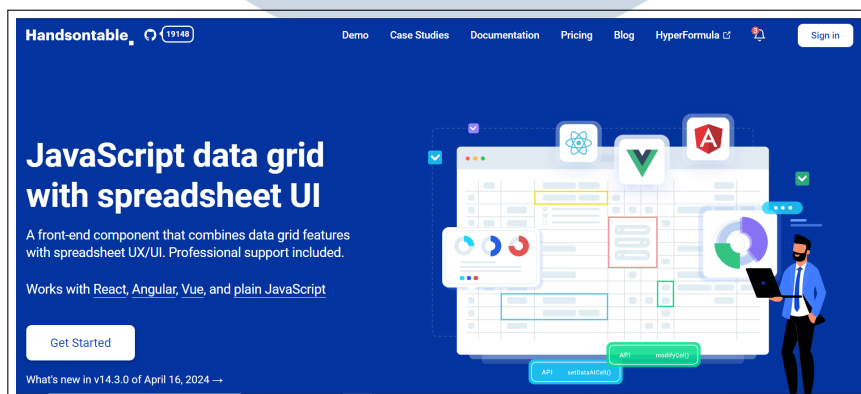 Handsontable 19148 Demo Case Studies Documentation Pricing Blog HyperFormula 3 Sign in
JavaScript data grid
with spreadsheet UI
A front-end component that combines data grid features
with spreadsheet UX/UI. Professional support included.
Works with React, Angular, Vue, and plain JavaScript
Get Started
What's new in v14.3.0 of April 16, 2024 →
A
API modifyCol()
API setDataAtCell()